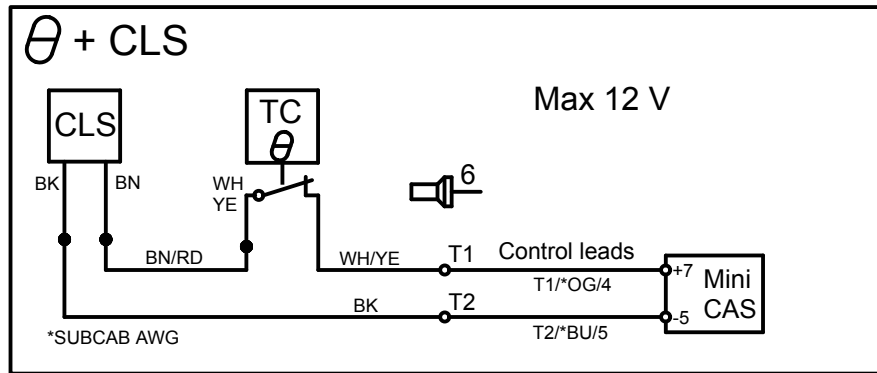 θ + CLS
Max 12 V
CLS
TC
θ
BK
BN
WH
YE
6
BN/RD
WH/YE
T1
Control leads
+7
Mini
CAS
T1/*OG/4
BK
T2
-5
T2/*BU/5
*SUBCAB AWG